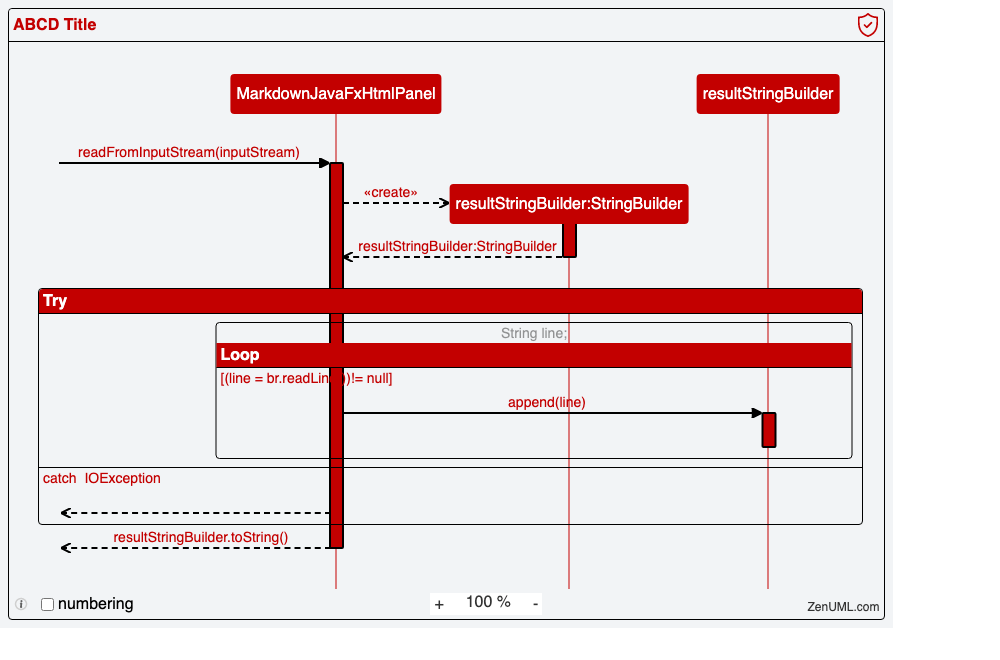 ABCD Title
MarkdownJavaFxHtmlPanel
resultStringBuilder
readFromInputStream(inputStream)
«create»
resultStringBuilder:StringBuilder
resultStringBuilder:StringBuilder
Try
String line;
Loop
[(line = br.readLin )!= null]
append(line)
catch IOException
resultStringBuilder.toString()
numbering
+ 100 % -
ZenUML.com